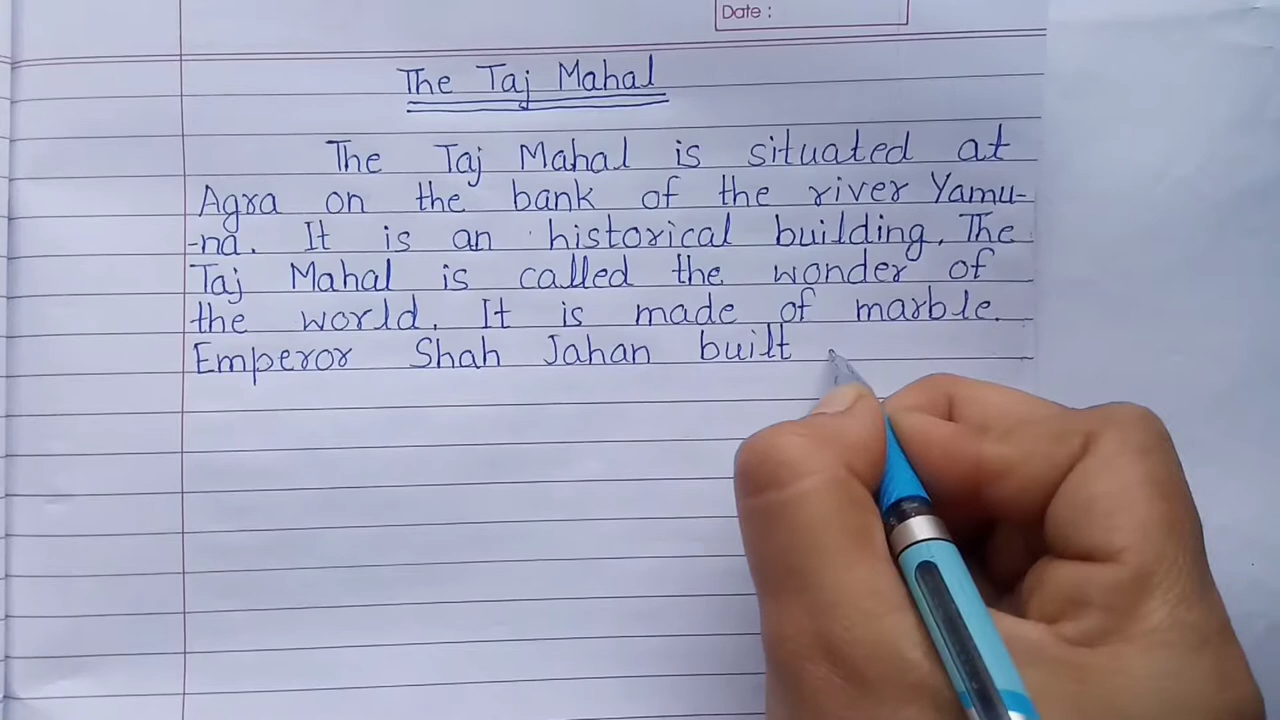 Date :
The Taj Mahal
The Taj Mahal is situated at
Agra on the bank of the river Yamu-
-na. It is an historical building. The
Taj Mahal is called the wonder of
the world. It is made of marble.
Emperor Shah Jahan built